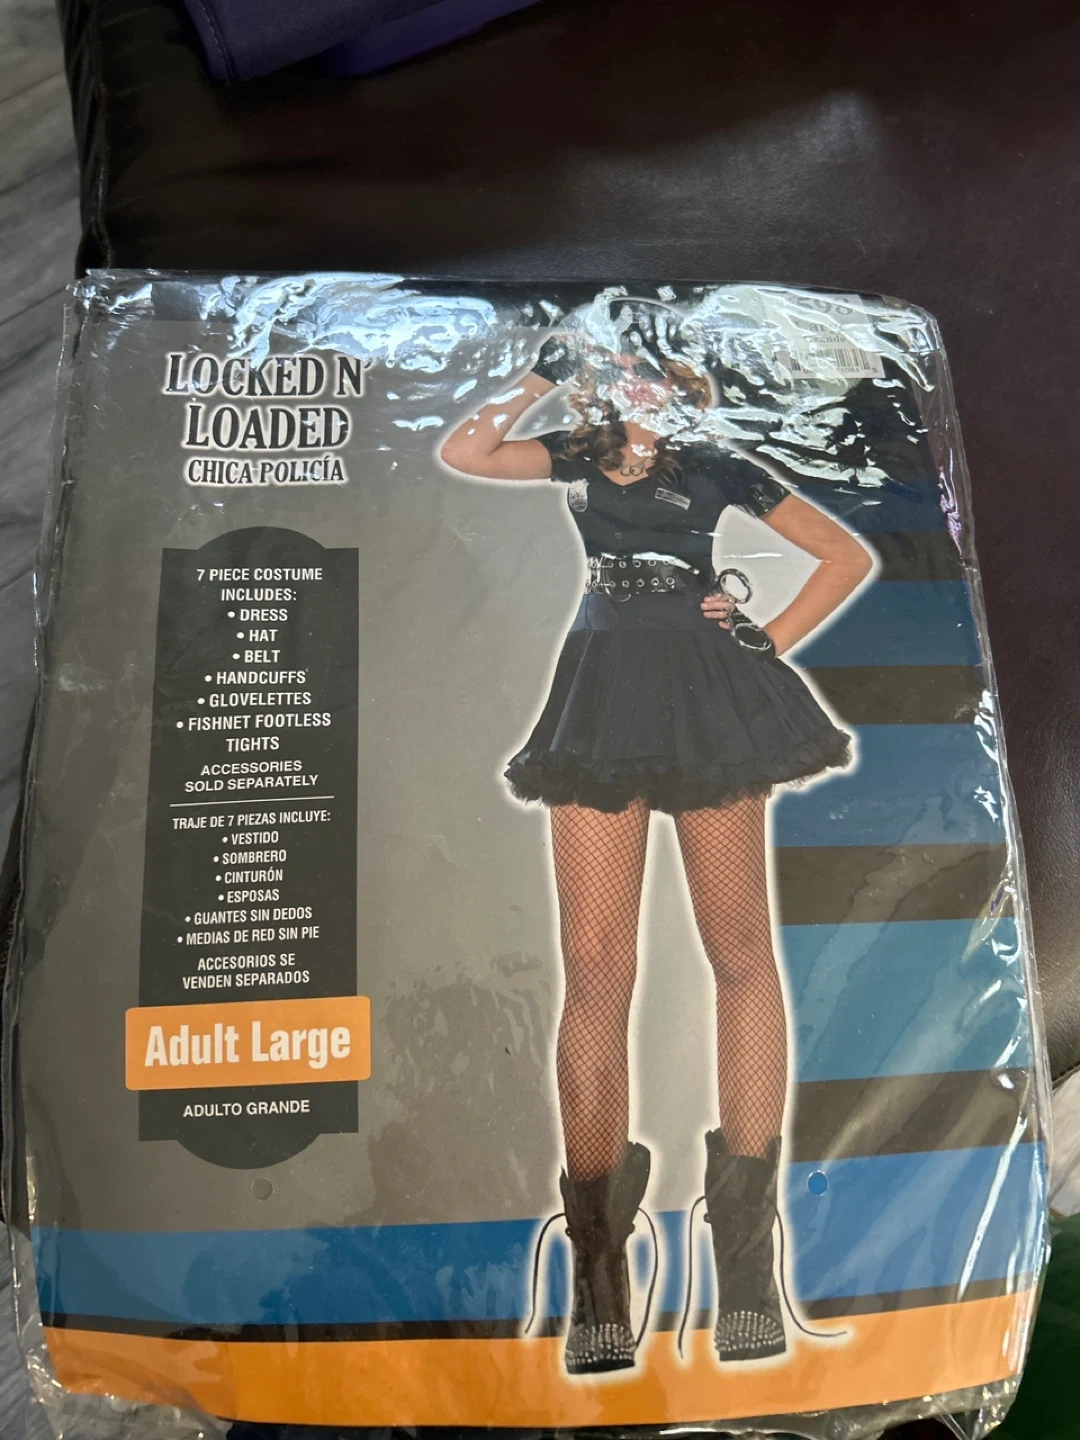 598
LOCKED N'
LOADED
CHICA POLICÍA
7 PIECE COSTUME
INCLUDES:
• DRESS
• HAT
• BELT
• HANDCUFFS
• GLOVELETTES
• FISHNET FOOTLESS
TIGHTS
ACCESSORIES
SOLD SEPARATELY
TRAJE DE 7 PIEZAS INCLUYE:
• VESTIDO
• SOMBRERO
• CINTURÓN
• ESPOSAS
• GUANTES SIN DEDOS
• MEDIAS DE RED SIN PIE
ACCESORIOS SE
VENDEN SEPARADOS
Adult Large
ADULTO GRANDE